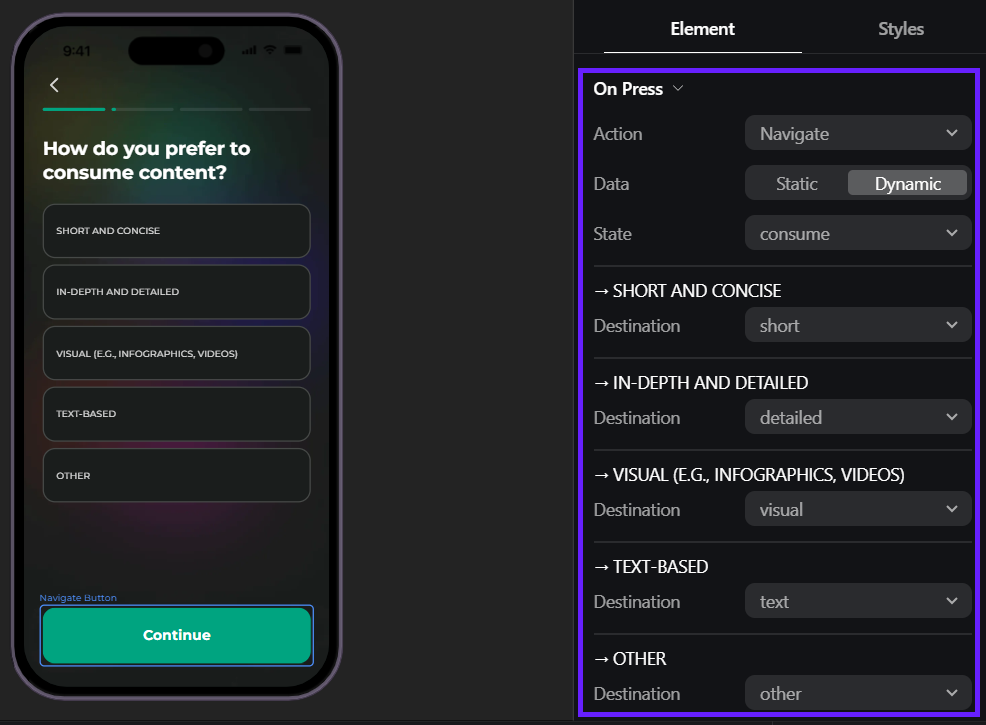 9:41
How do you prefer to
consume content?
SHORT AND CONCISE
IN-DEPTH AND DETAILED
VISUAL (E.G., INFOGRAPHICS, VIDEOS)
TEXT-BASED
OTHER
Navigate Button
Continue
Element Styles
On Press
Action Navigate
Data Static Dynamic
State consume
→ SHORT AND CONCISE
Destination short
→ IN-DEPTH AND DETAILED
Destination detailed
→ VISUAL (E.G., INFOGRAPHICS, VIDEOS)
Destination visual
→ TEXT-BASED
Destination text
→ OTHER
Destination other